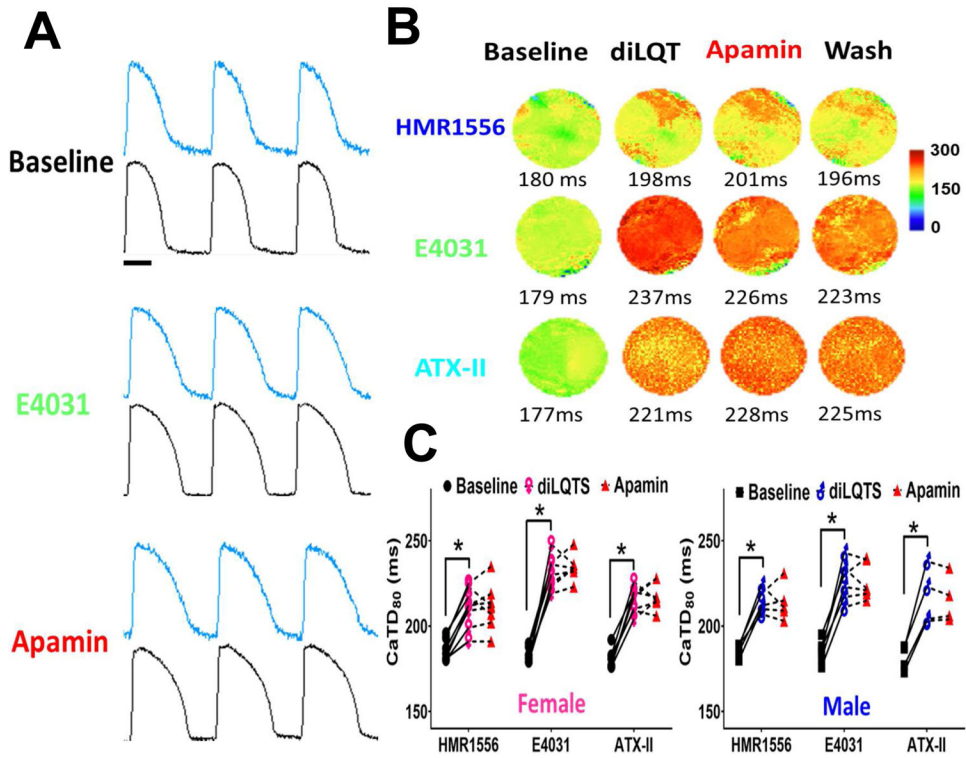 A
Baseline
E4031
Apamin
B
Baseline diLQT Apamin Wash
HMR1556
180 ms 198ms 201ms 196ms
E4031
179 ms 237ms 226ms 223ms
ATX-II
177ms 221ms 228ms 225ms
300
150
0
C
Baseline diLQTS Apamin
CaTD80 (ms)
250
200
150
* * *
Female
HMR1556 E4031 ATX-II
Baseline diLQTS Apamin
CaTD80 (ms)
250
200
150
* * *
Male
HMR1556 E4031 ATX-II